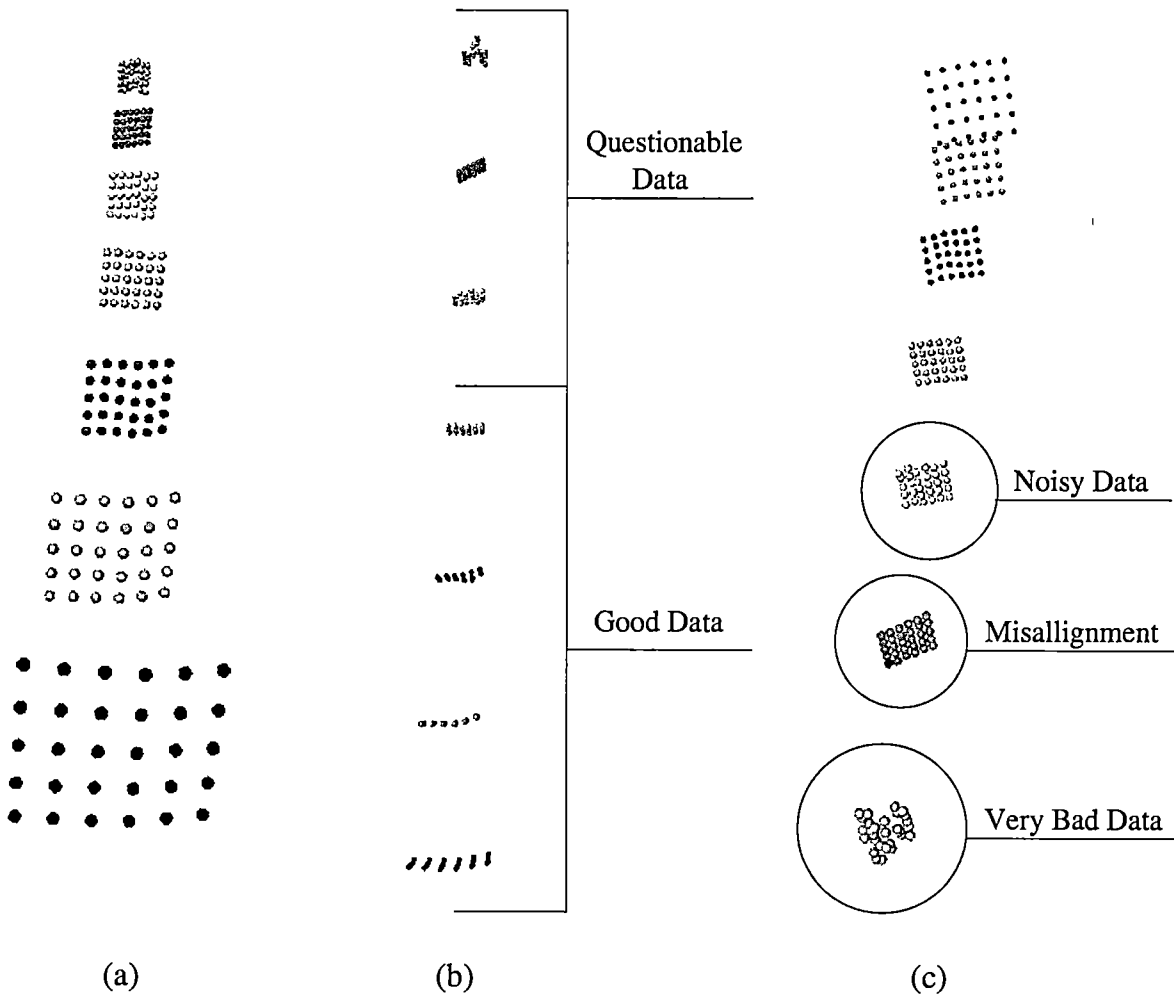 Questionable
Data
Good Data
Noisy Data
Misallignment
Very Bad Data
(a)
(b)
(c)